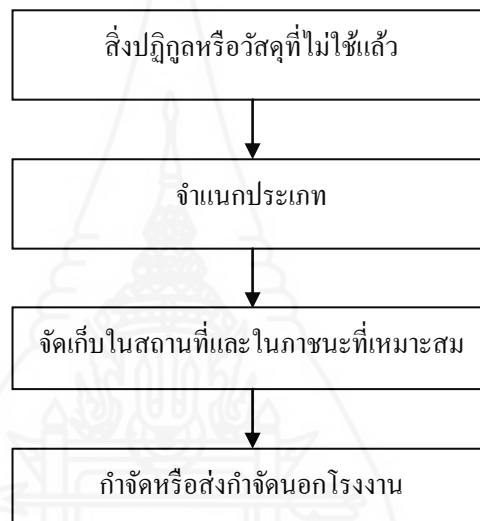 สิ่งปฏิกูลหรือวัสดุที่ไม่ใช้แล้ว
จำแนกประเภท
จัดเก็บในสถานที่และในภาชนะที่เหมาะสม
กำจัดหรือส่งกำจัดนอกโรงงาน